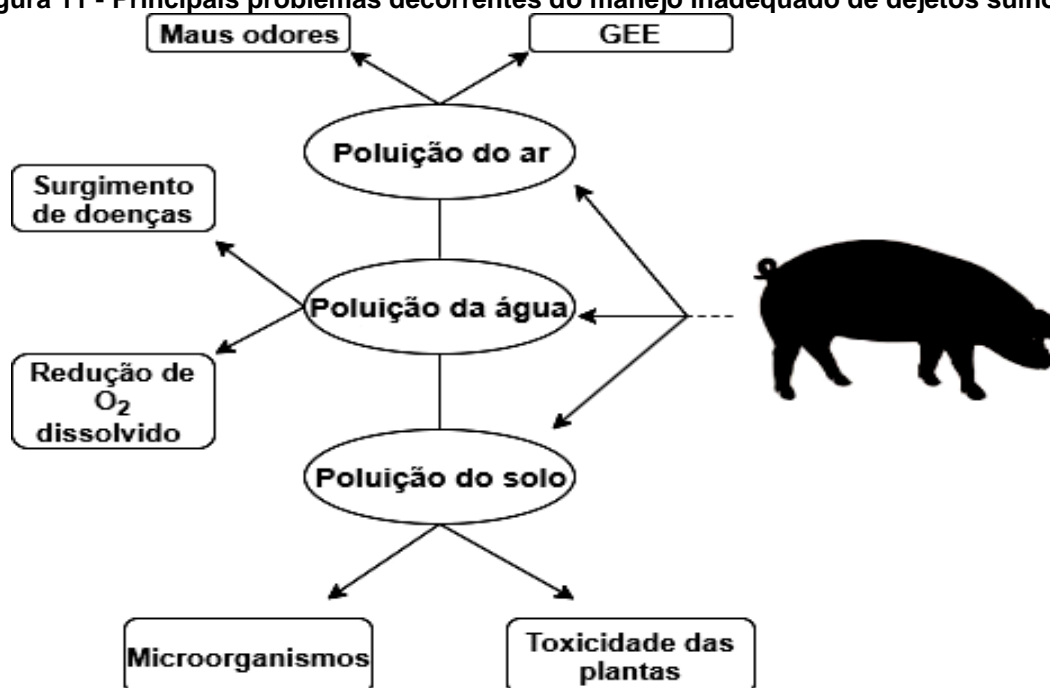 gura 11 - Principais problemas decorrentes do manejo inadequado de dejetos suíno
Maus odores
GEE
Poluição do ar
Surgimento
de doenças
Poluição da água
Redução de
O₂
dissolvido
Poluição do solo
Microorganismos
Toxicidade das
plantas